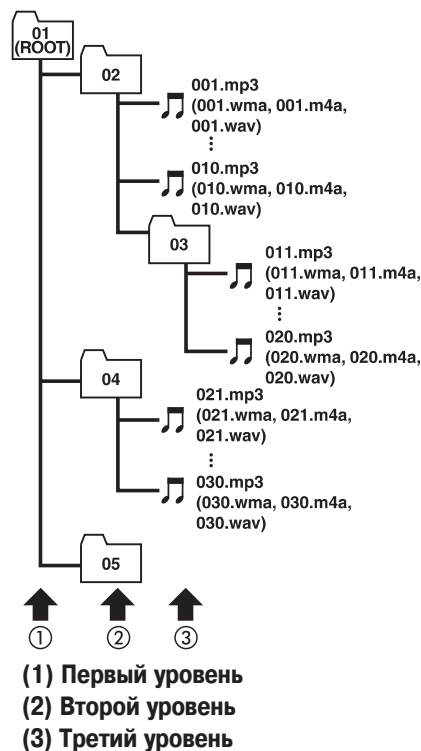 01
(ROOT)
02
001.mp3
(001.wma, 001.m4a,
001.wav)
010.mp3
(010.wma, 010.m4a,
010.wav)
03
011.mp3
(011.wma, 011.m4a,
011.wav)
020.mp3
(020.wma, 020.m4a,
020.wav)
04
021.mp3
(021.wma, 021.m4a,
021.wav)
030.mp3
(030.wma, 030.m4a,
030.wav)
05
① ② ③
(1) Первый уровень
(2) Второй уровень
(3) Третий уровень